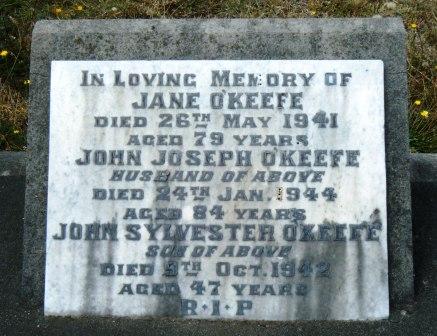 In Loving Memory of
Jane O'Keefe
Died 26TH May 1941
Aged 79 years
John Joseph O'Keefe
Husband of Above
Died 24TH Jan. 1944
Aged 84 years
John Sylvester O'Keefe
Son of Above
Died 9TH Oct. 1942
Aged 47 years
R·I·P